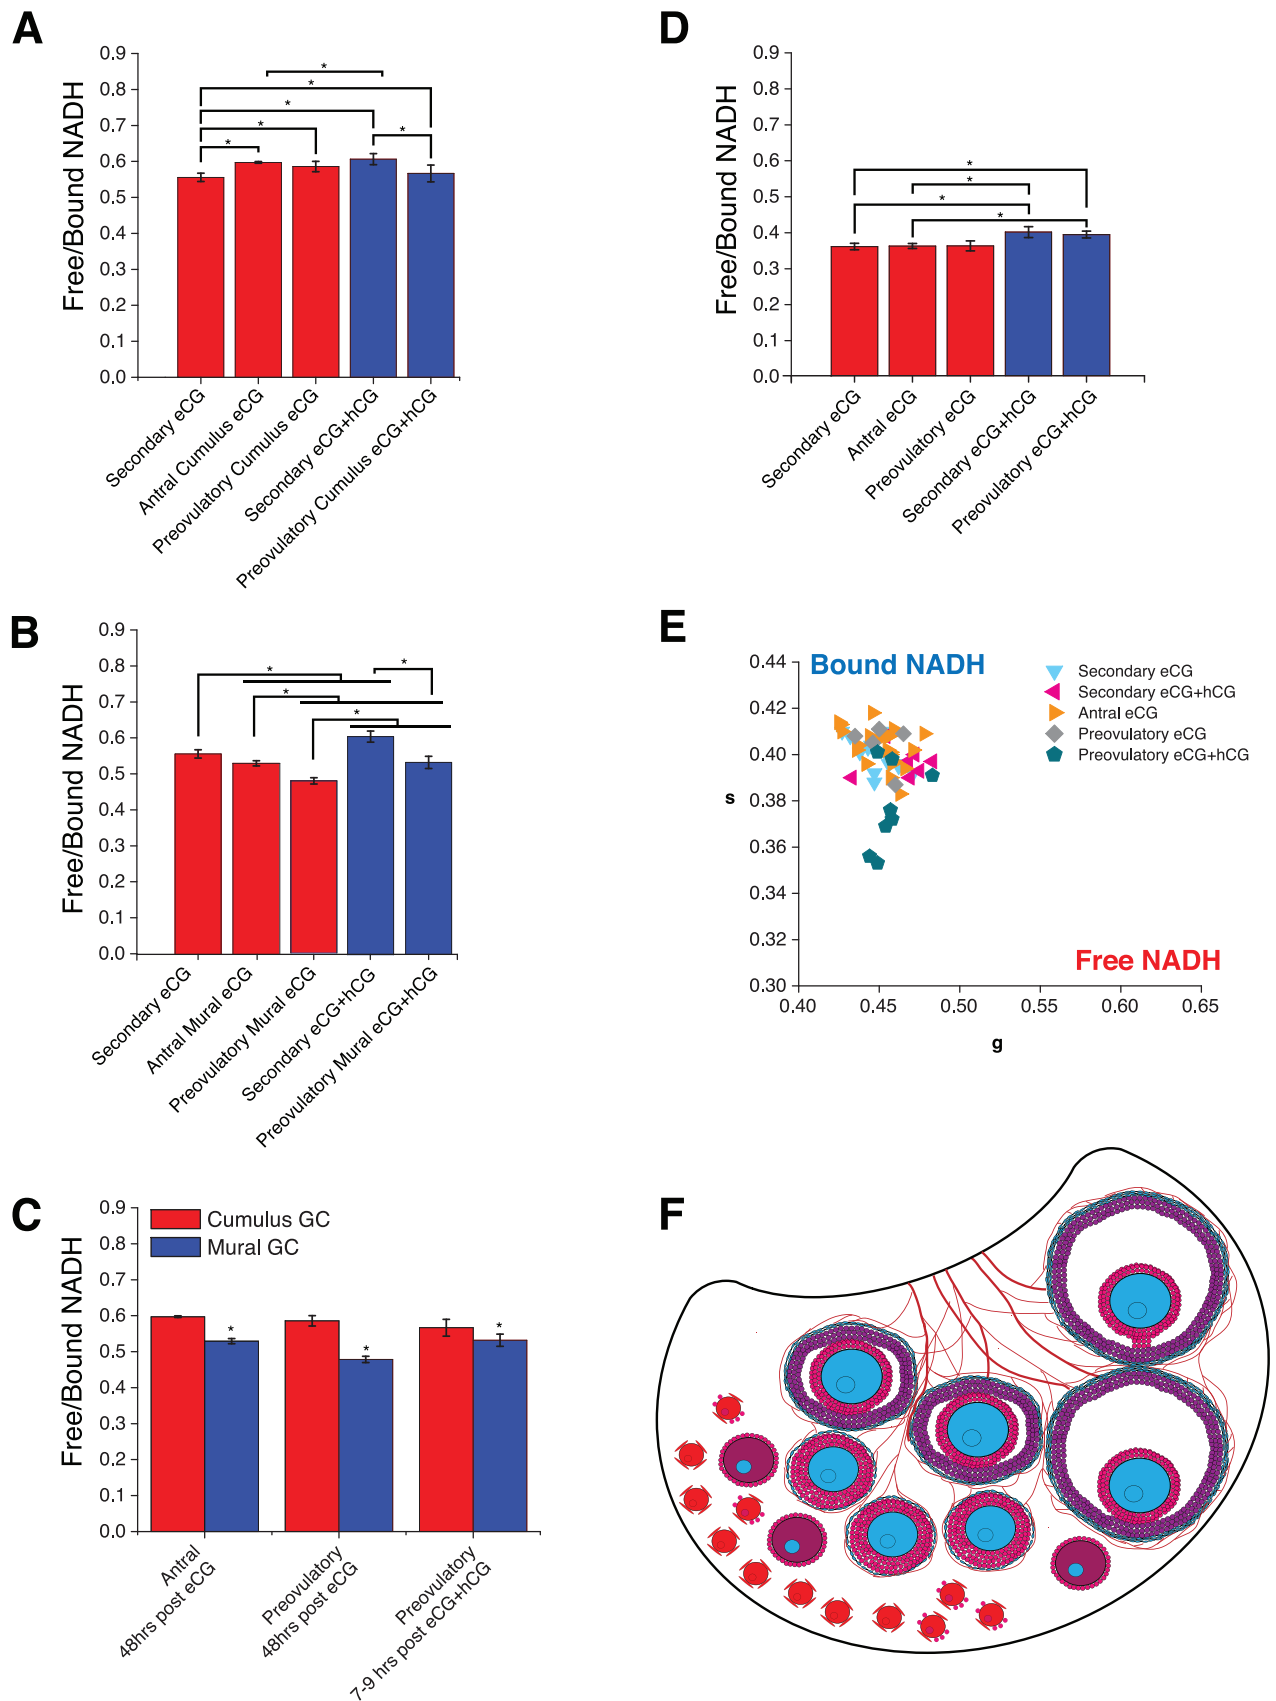 A
Free/Bound NADH
0.9
0.8
0.7
0.6
0.5
0.4
0.3
0.2
0.1
0.0
*
*
*
*
*
*
Secondary eCG
Antral Cumulus eCG
Preovulatory Cumulus eCG
Secondary eCG+hCG
Preovulatory Cumulus eCG+hCG
B
Free/Bound NADH
0.9
0.8
0.7
0.6
0.5
0.4
0.3
0.2
0.1
0.0
*
*
*
*
Secondary eCG
Antral Mural eCG
Preovulatory Mural eCG
Secondary eCG+hCG
Preovulatory Mural eCG+hCG
C
Free/Bound NADH
0.9
0.8
0.7
0.6
0.5
0.4
0.3
0.2
0.1
0.0
Cumulus GC
Mural GC
*
*
*
Antral
48hrs post eCG
Preovulatory
48hrs post eCG
Preovulatory
7-9 hrs post eCG+hCG
D
Free/Bound NADH
0.9
0.8
0.7
0.6
0.5
0.4
0.3
0.2
0.1
0.0
*
*
*
*
Secondary eCG
Antral eCG
Preovulatory eCG
Secondary eCG+hCG
Preovulatory eCG+hCG
E
0.44
0.42
0.40
0.38
0.36
0.34
0.32
0.30
s
Bound NADH
Secondary eCG
Secondary eCG+hCG
Antral eCG
Preovulatory eCG
Preovulatory eCG+hCG
Free NADH
0.40
0.45
0.50
0.55
0.60
0.65
g
F